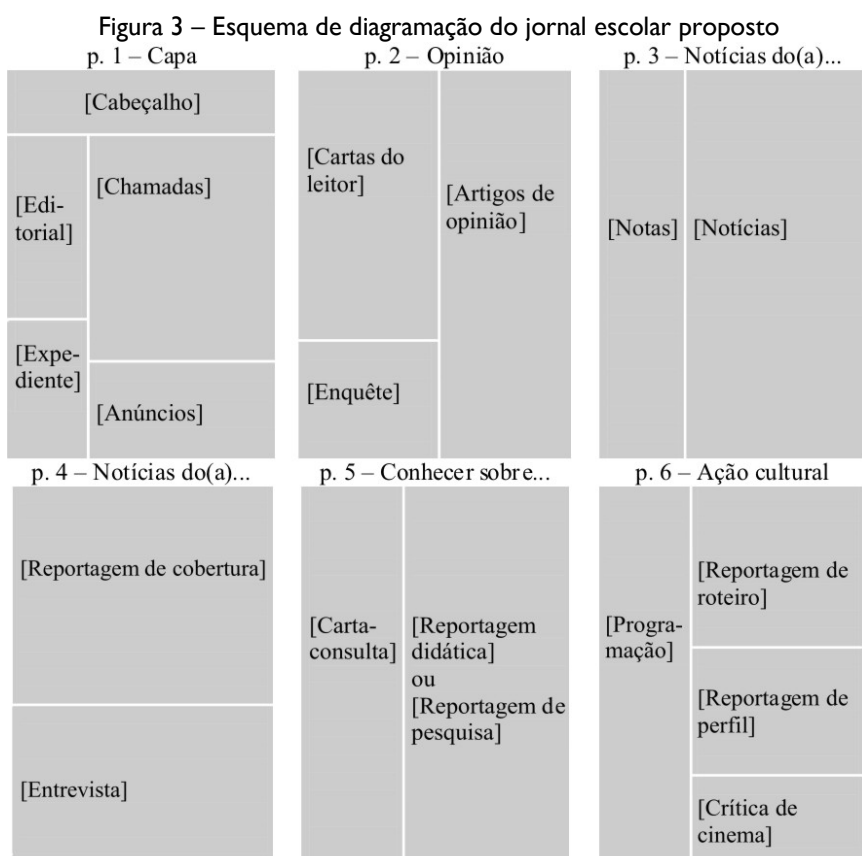 Figura 3 – Esquema de diagramação do jornal escolar proposto
p. 1 – Capa
[Cabeçalho]
[Edi-
torial]
[Chamadas]
[Expe-
diente]
[Anúncios]
p. 2 – Opinião
[Cartas do
leitor]
[Artigos de
opinião]
[Enquête]
p. 3 – Notícias do(a)...
[Notas]
[Notícias]
p. 4 – Notícias do(a)...
[Reportagem de cobertura]
[Entrevista]
p. 5 – Conhecer sobre...
[Carta-
consulta]
[Reportagem
didática]
ou
[Reportagem de
pesquisa]
p. 6 – Ação cultural
[Progra-
mação]
[Reportagem de
roteiro]
[Reportagem de
perfil]
[Crítica de
cinema]